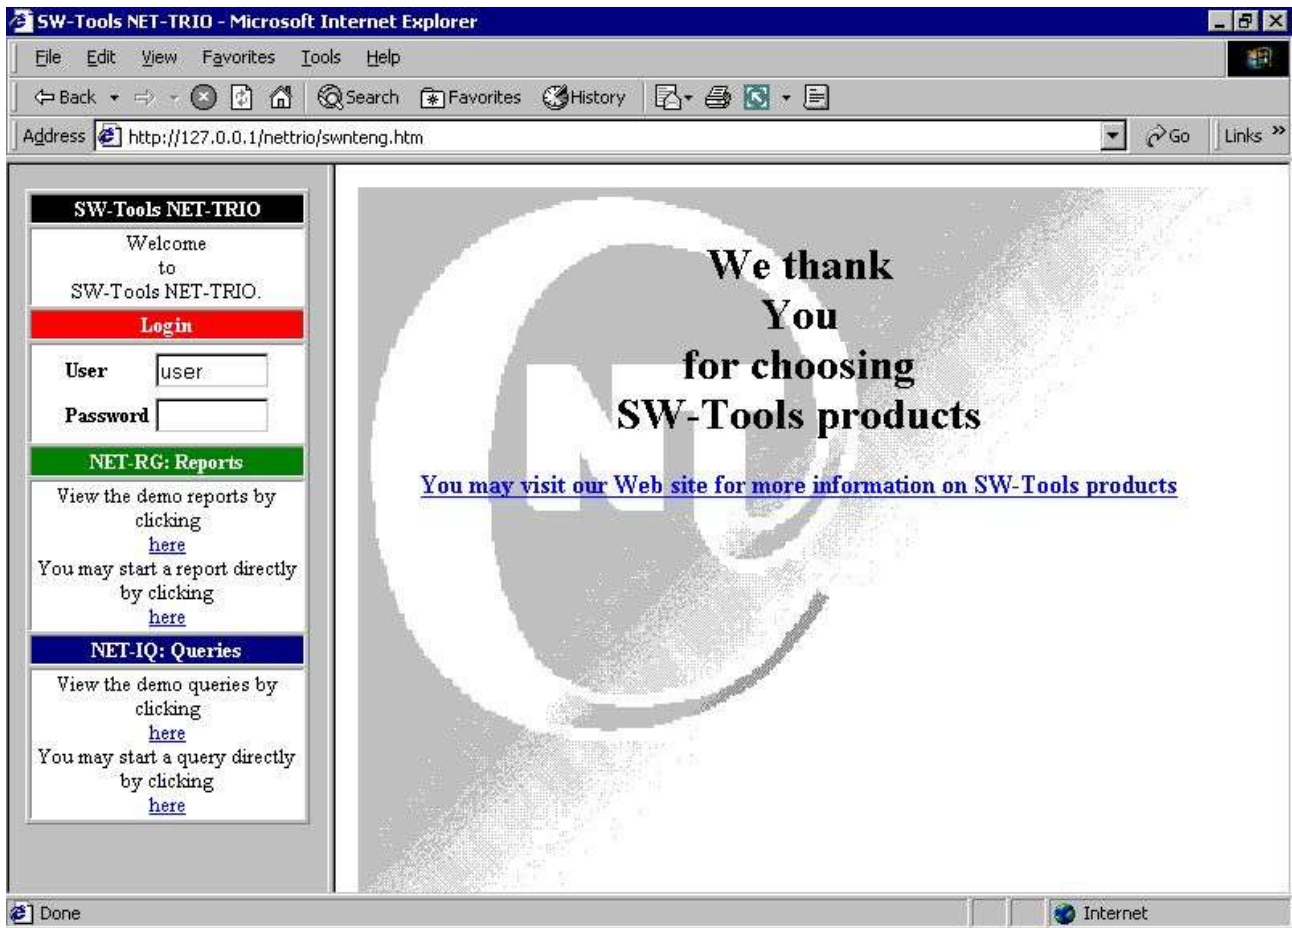 SW-Tools NET-TRIO - Microsoft Internet Explorer
File Edit View Favorites Tools Help
Back Search Favorites History
Address http://127.0.0.1/nettrio/swnteng.htm Go Links »
SW-Tools NET-TRIO
Welcome
to
SW-Tools NET-TRIO.
Login
User user
Password
NET-RG: Reports
View the demo reports by
clicking
here
You may start a report directly
by clicking
here
NET-IQ: Queries
View the demo queries by
clicking
here
You may start a query directly
by clicking
here
We thank
You
for choosing
SW-Tools products
You may visit our Web site for more information on SW-Tools products
Done Internet